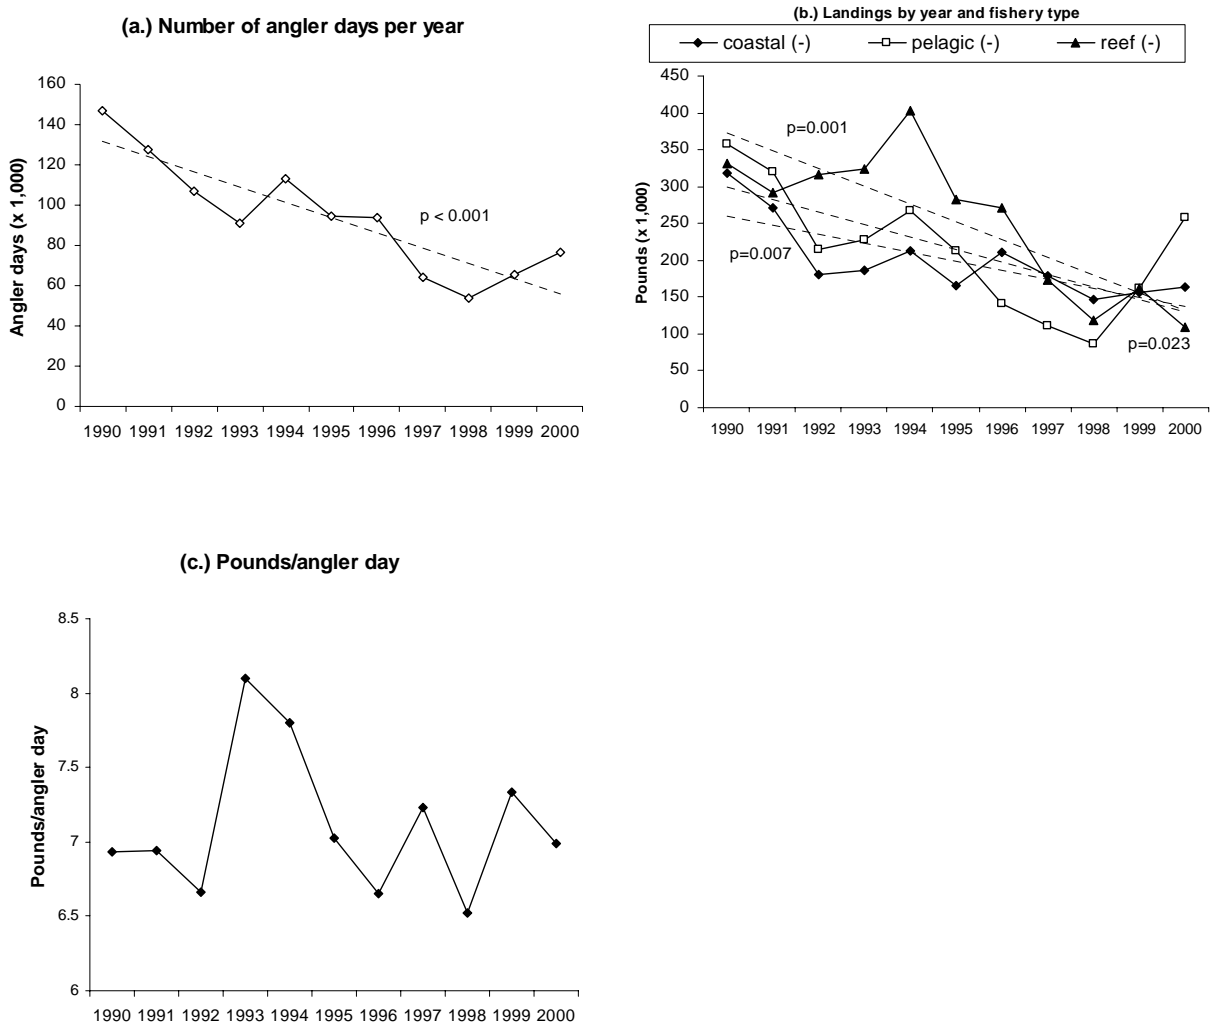 (a.) Number of angler days per year
160
140
120
100
80
60
40
20
0
Angler days (x 1,000)
p < 0.001
1990 1991 1992 1993 1994 1995 1996 1997 1998 1999 2000
(b.) Landings by year and fishery type
coastal (-) pelagic (-) reef (-)
450
400
350
300
250
200
150
100
50
0
Pounds (x 1,000)
p=0.001
p=0.007
p=0.023
1990 1991 1992 1993 1994 1995 1996 1997 1998 1999 2000
(c.) Pounds/angler day
8.5
8
7.5
7
6.5
6
Pounds/angler day
1990 1991 1992 1993 1994 1995 1996 1997 1998 1999 2000